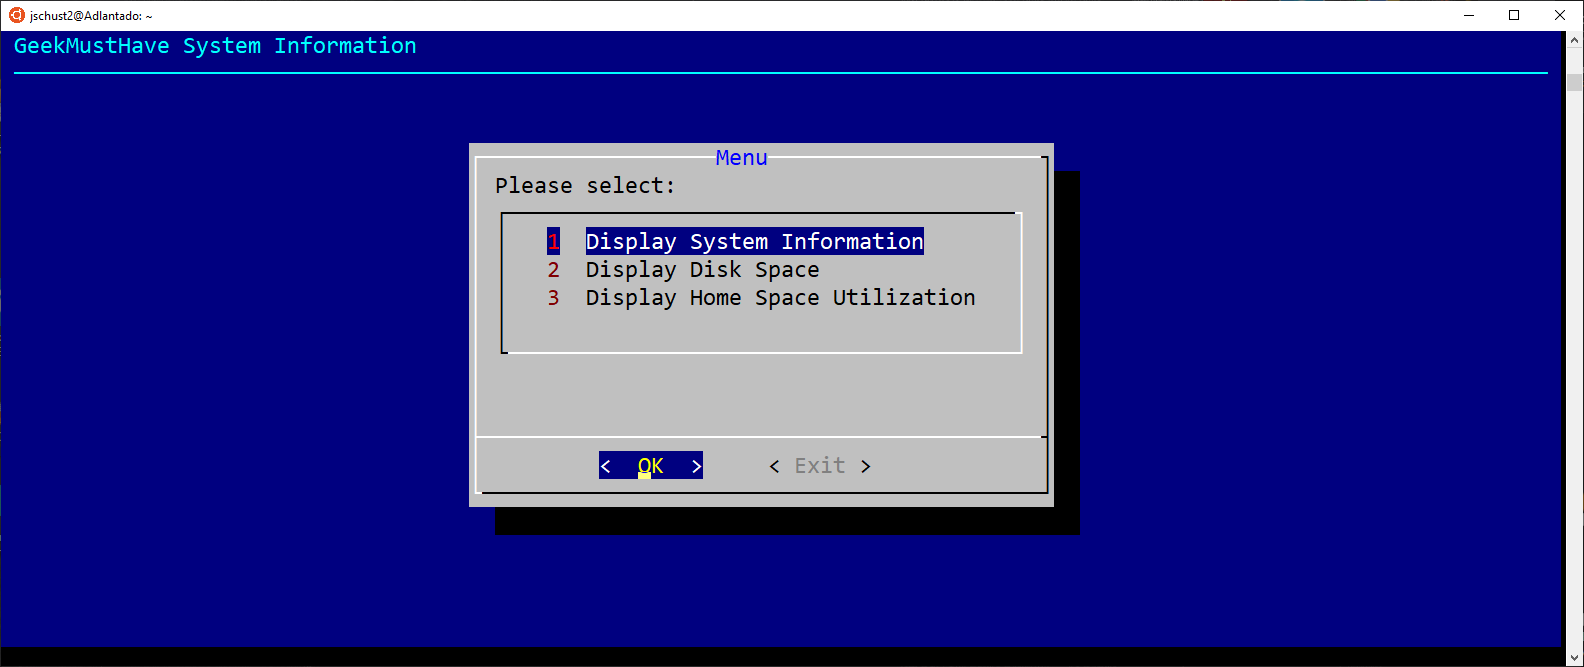 jschust2@Adlantado: ~
GeekMustHave System Information
Menu
Please select:
1 Display System Information
2 Display Disk Space
3 Display Home Space Utilization
< OK > < Exit >